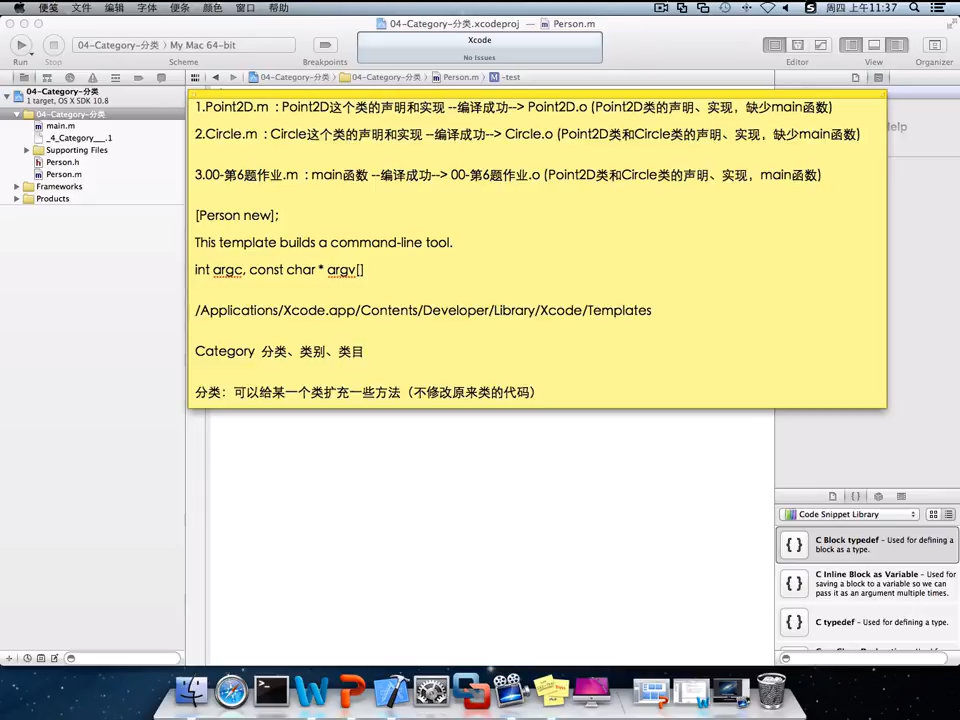 便笺 文件 编辑 字体 便条 颜色 窗口 帮助 周四 上午11:37
04-Category-分类.xcodeproj — Person.m
Run Stop 04-Category-分类 〉 My Mac 64-bit Scheme Breakpoints
Xcode
No Issues
Editor View Organizer
04-Category-分类 〉 04-Category-分类 〉 Person.m 〉 M -test
04-Category-分类
1 target, OS X SDK 10.8
04-Category-分类
main.m
_4_Category___.1
Supporting Files
Person.h
Person.m
Frameworks
Products
1.Point2D.m : Point2D这个类的声明和实现 --编译成功--> Point2D.o (Point2D类的声明、实现，缺少main函数)
2.Circle.m : Circle这个类的声明和实现 --编译成功--> Circle.o (Point2D类和Circle类的声明、实现，缺少main函数)
3.00-第6题作业.m : main函数 --编译成功--> 00-第6题作业.o (Point2D类和Circle类的声明、实现，main函数)
[Person new];
This template builds a command-line tool.
int argc, const char * argv[]
/Applications/Xcode.app/Contents/Developer/Library/Xcode/Templates
Category 分类、类别、类目
分类：可以给某一个类扩充一些方法（不修改原来类的代码）
Code Snippet Library
C Block typedef - Used for defining a
block as a type.
C Inline Block as Variable - Used for
saving a block to a variable so we can
pass it as an argument multiple times.
C typedef - Used for defining a type.